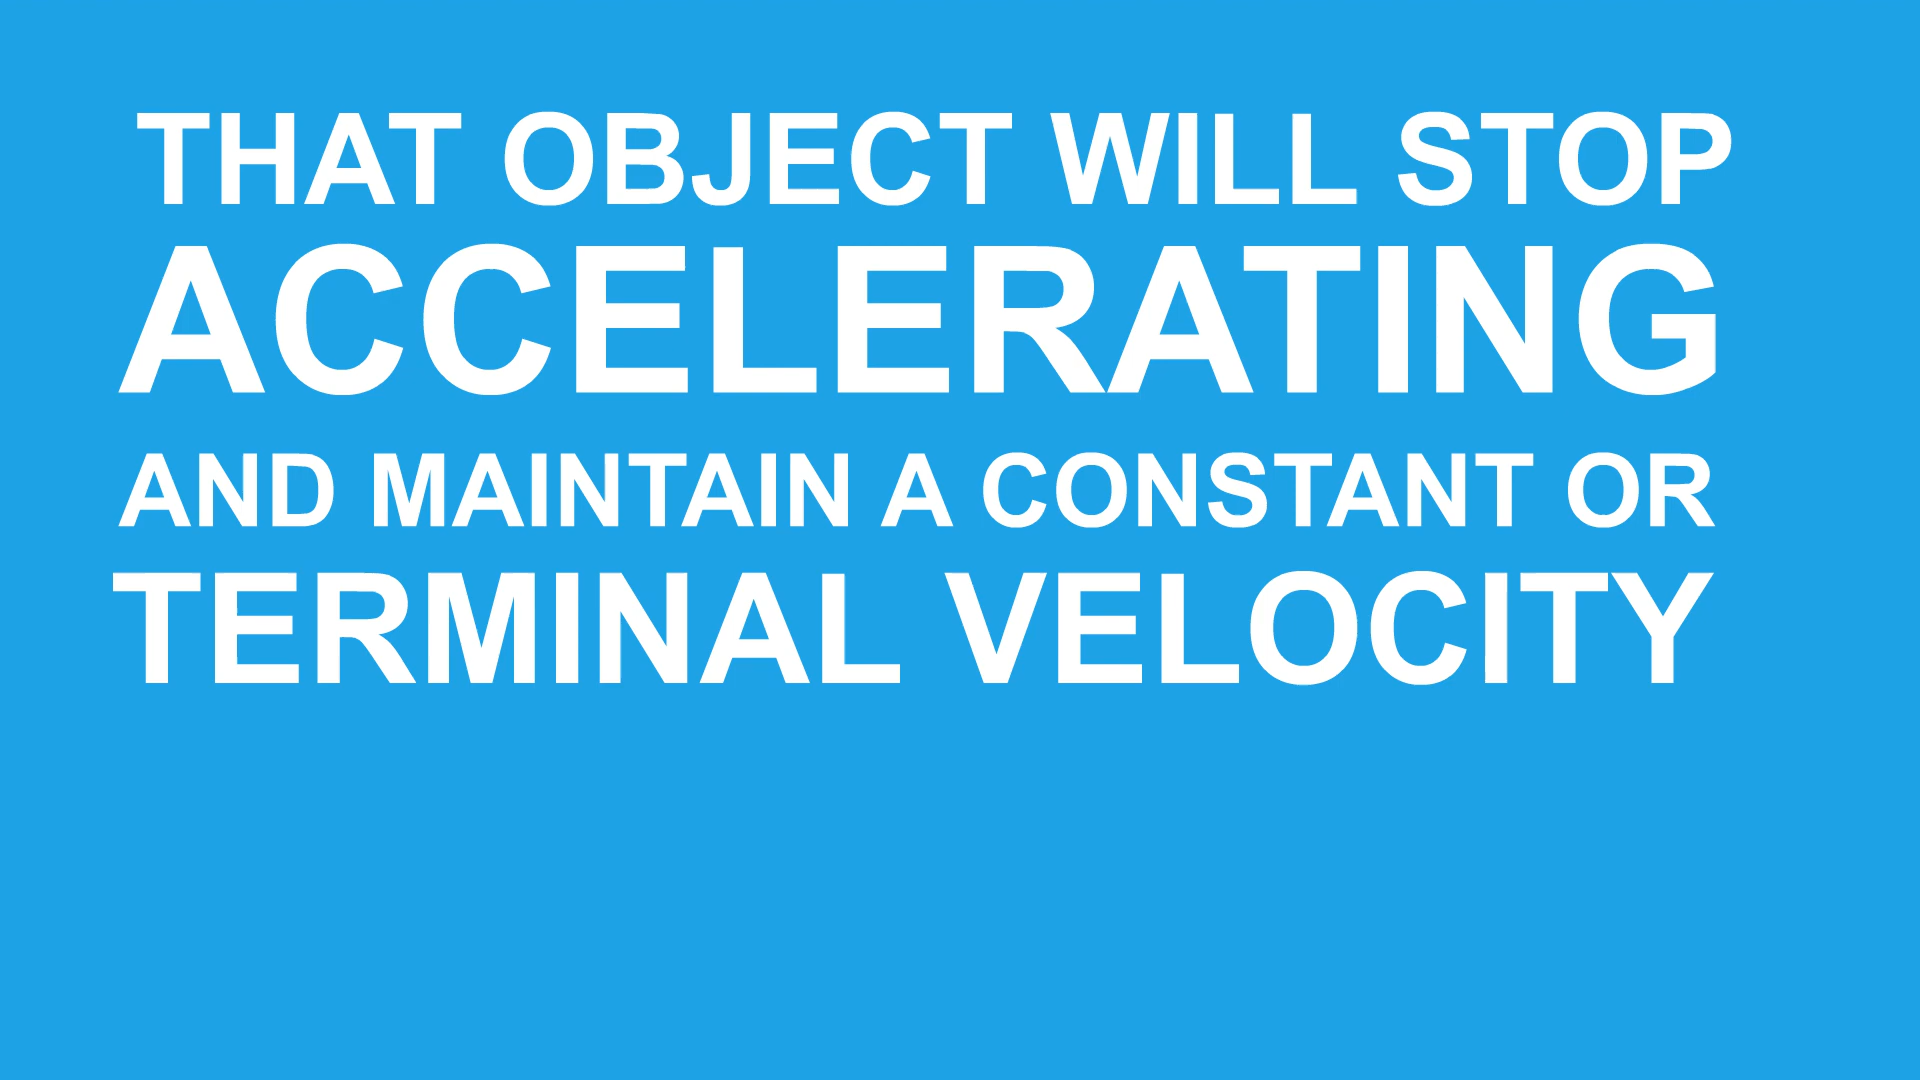 THAT OBJECT WILL STOP
ACCELERATING
AND MAINTAIN A CONSTANT OR
TERMINAL VELOCITY